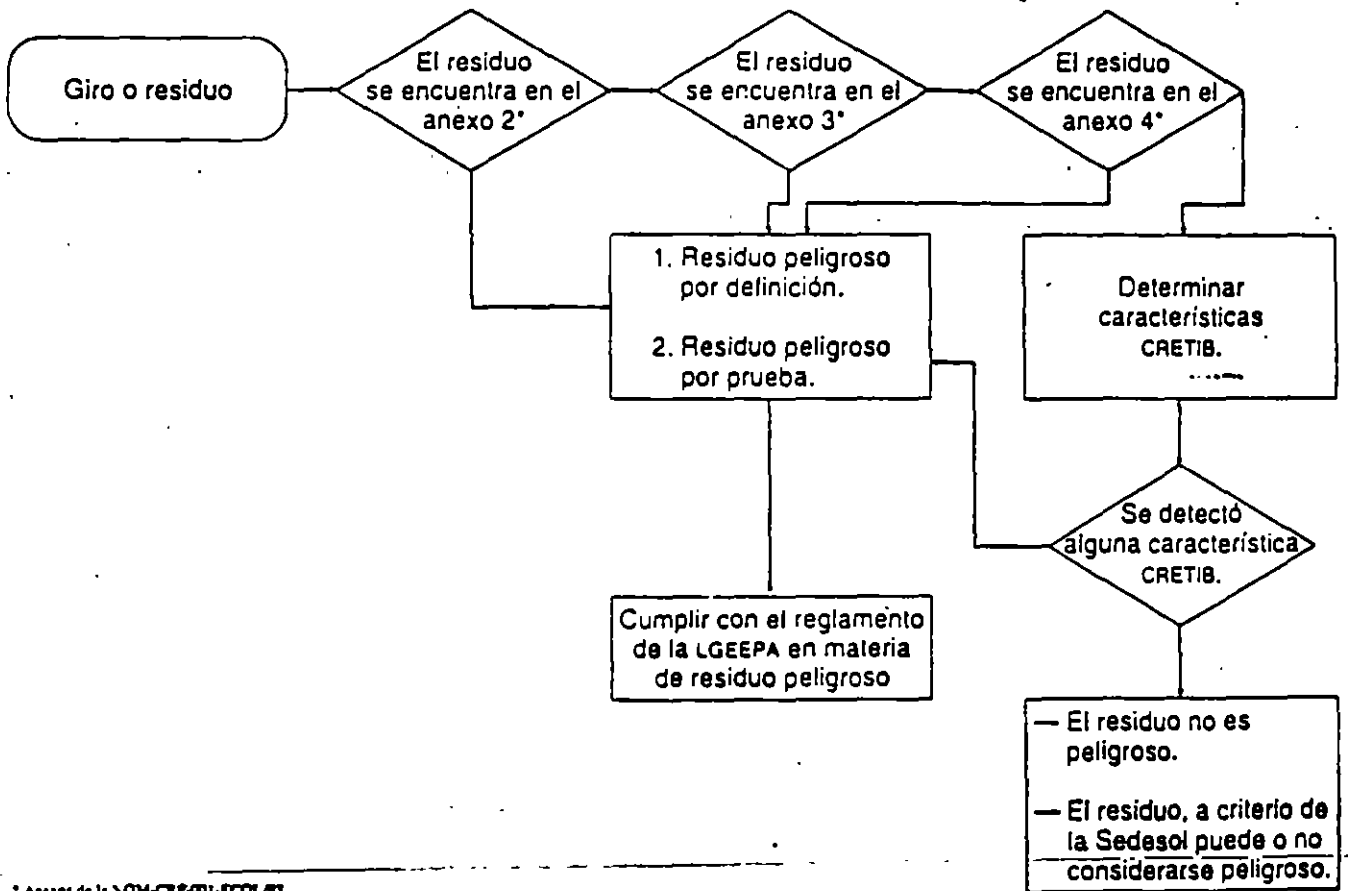 Giro o residuo
El residuo
se encuentra en el
anexo 2*
El residuo
se encuentra en el
anexo 3*
El residuo
se encuentra en el
anexo 4*
1. Residuo peligroso
por definición.
2. Residuo peligroso
por prueba.
Determinar
características
CRETIB.
Se detectó
alguna característica
CRETIB.
Cumplir con el reglamento
de la LGEEPA en materia
de residuo peligroso
— El residuo no es
peligroso.
— El residuo, a criterio de
la Sedesol puede o no
considerarse peligroso.
* Anexos de la